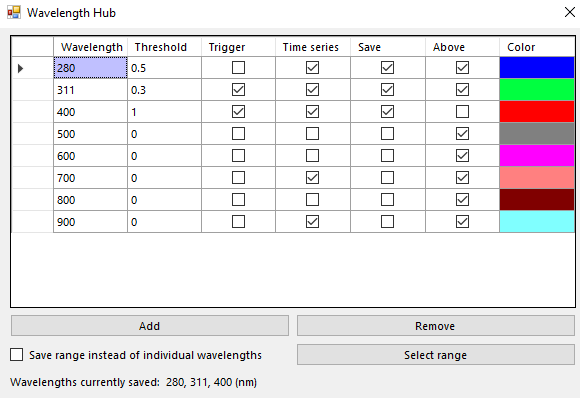 Wavelength Hub
Wavelength Threshold Trigger Time series Save Above Color
280 0.5
311 0.3
400 1
500 0
600 0
700 0
800 0
900 0
Add Remove
Save range instead of individual wavelengths Select range
Wavelengths currently saved: 280, 311, 400 (nm)